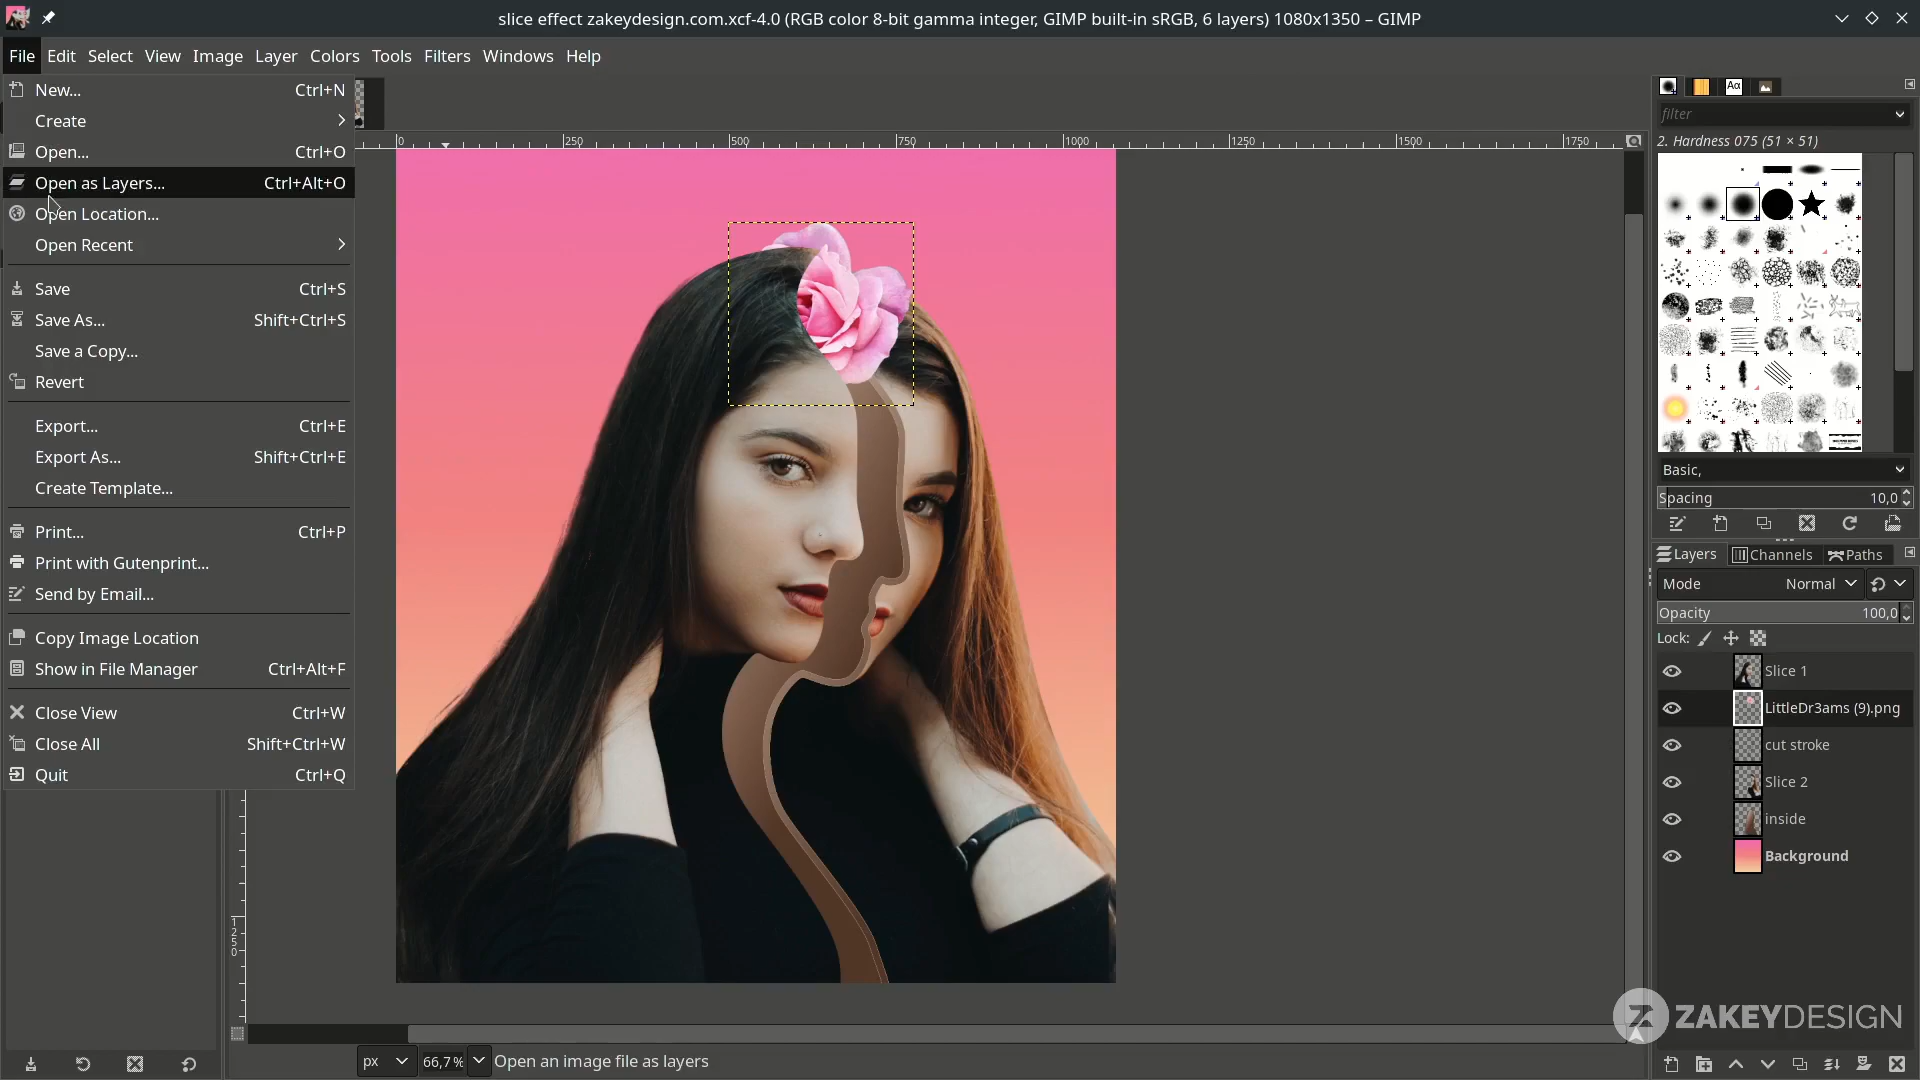 slice effect zakeydesign.com.xcf-4.0 (RGB color 8-bit gamma integer, GIMP built-in sRGB, 6 layers) 1080x1350 – GIMP
File Edit Select View Image Layer Colors Tools Filters Windows Help
New... Ctrl+N
Create
Open... Ctrl+O
Open as Layers... Ctrl+Alt+O
Open Location...
Open Recent
Save Ctrl+S
Save As... Shift+Ctrl+S
Save a Copy...
Revert
Export... Ctrl+E
Export As... Shift+Ctrl+E
Create Template...
Print... Ctrl+P
Print with Gutenprint...
Send by Email...
Copy Image Location
Show in File Manager Ctrl+Alt+F
Close View Ctrl+W
Close All Shift+Ctrl+W
Quit Ctrl+Q
0 250 500 750 1000 1250 1500 1750
1250
px 66,7 % Open an image file as layers
Aα
filter
2. Hardness 075 (51 × 51)
Basic,
Spacing 10,0
Layers Channels Paths
Mode Normal
Opacity 100,0
Lock:
Slice 1
LittleDr3ams (9).png
cut stroke
Slice 2
inside
Background
ZAKEYDESIGN